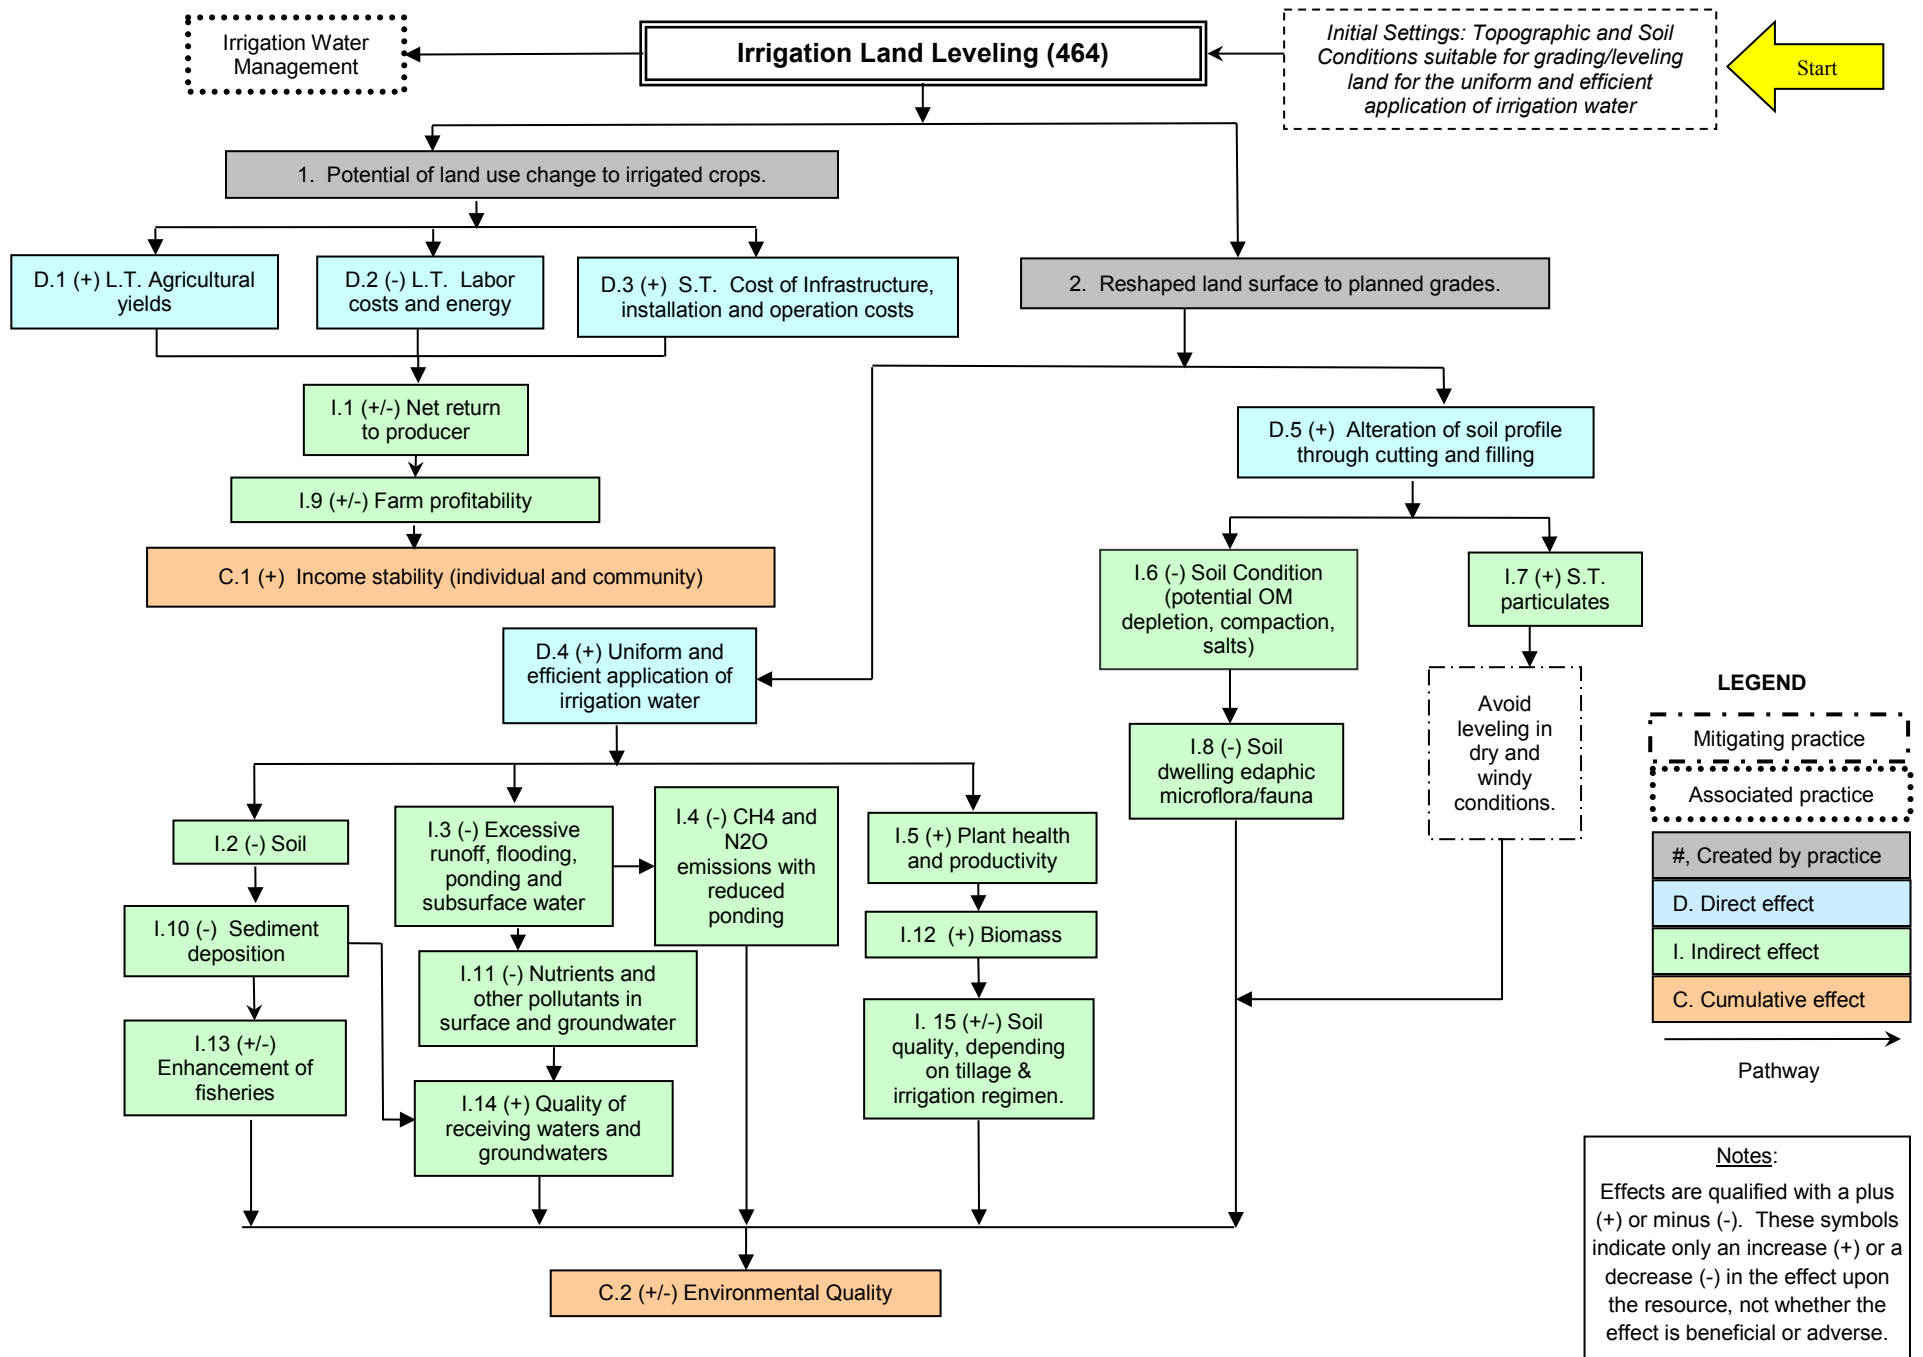 Irrigation Water
Management
Irrigation Land Leveling (464)
Initial Settings: Topographic and Soil
Conditions suitable for grading/leveling
land for the uniform and efficient
application of irrigation water
Start
1. Potential of land use change to irrigated crops.
D.1 (+) L.T. Agricultural
yields
D.2 (-) L.T. Labor
costs and energy
D.3 (+) S.T. Cost of Infrastructure,
installation and operation costs
2. Reshaped land surface to planned grades.
I.1 (+/-) Net return
to producer
I.9 (+/-) Farm profitability
C.1 (+) Income stability (individual and community)
D.5 (+) Alteration of soil profile
through cutting and filling
I.6 (-) Soil Condition
(potential OM
depletion, compaction,
salts)
I.7 (+) S.T.
particulates
D.4 (+) Uniform and
efficient application of
irrigation water
I.8 (-) Soil
dwelling edaphic
microflora/fauna
Avoid
leveling in
dry and
windy
conditions.
I.2 (-) Soil
I.3 (-) Excessive
runoff, flooding,
ponding and
subsurface water
I.4 (-) CH4 and
N2O
emissions with
reduced
ponding
I.5 (+) Plant health
and productivity
I.10 (-) Sediment
deposition
I.11 (-) Nutrients and
other pollutants in
surface and groundwater
I.12 (+) Biomass
I.13 (+/-)
Enhancement of
fisheries
I.14 (+) Quality of
receiving waters and
groundwaters
I. 15 (+/-) Soil
quality, depending
on tillage &
irrigation regimen.
C.2 (+/-) Environmental Quality
LEGEND
Mitigating practice
Associated practice
#, Created by practice
D. Direct effect
I. Indirect effect
C. Cumulative effect
Pathway
Notes:
Effects are qualified with a plus
(+) or minus (-). These symbols
indicate only an increase (+) or a
decrease (-) in the effect upon
the resource, not whether the
effect is beneficial or adverse.